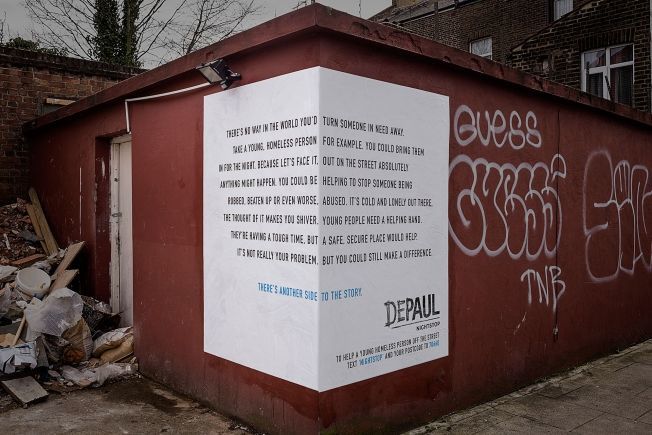 THERE'S NO WAY IN THE WORLD YOU'D TURN SOMEONE IN NEED AWAY.
TAKE A YOUNG, HOMELESS PERSON FOR EXAMPLE. YOU COULD BRING THEM
IN FOR THE NIGHT. BECAUSE LET'S FACE IT, OUT ON THE STREET ABSOLUTELY
ANYTHING MIGHT HAPPEN. YOU COULD BE HELPING TO STOP SOMEONE BEING
ROBBED, BEATEN UP OR EVEN WORSE, ABUSED. IT'S COLD AND LONELY OUT THERE.
THE THOUGHT OF IT MAKES YOU SHIVER. YOUNG PEOPLE NEED A HELPING HAND.
THEY'RE HAVING A TOUGH TIME, BUT A SAFE, SECURE PLACE WOULD HELP.
IT'S NOT REALLY YOUR PROBLEM, BUT YOU COULD STILL MAKE A DIFFERENCE.
THERE'S ANOTHER SIDE TO THE STORY.
DEPAUL
NIGHTSTOP
TO HELP A YOUNG HOMELESS PERSON OFF THE STREET
TEXT 'NIGHTSTOP' AND YOUR POSTCODE TO 70660
GUESS
TNB